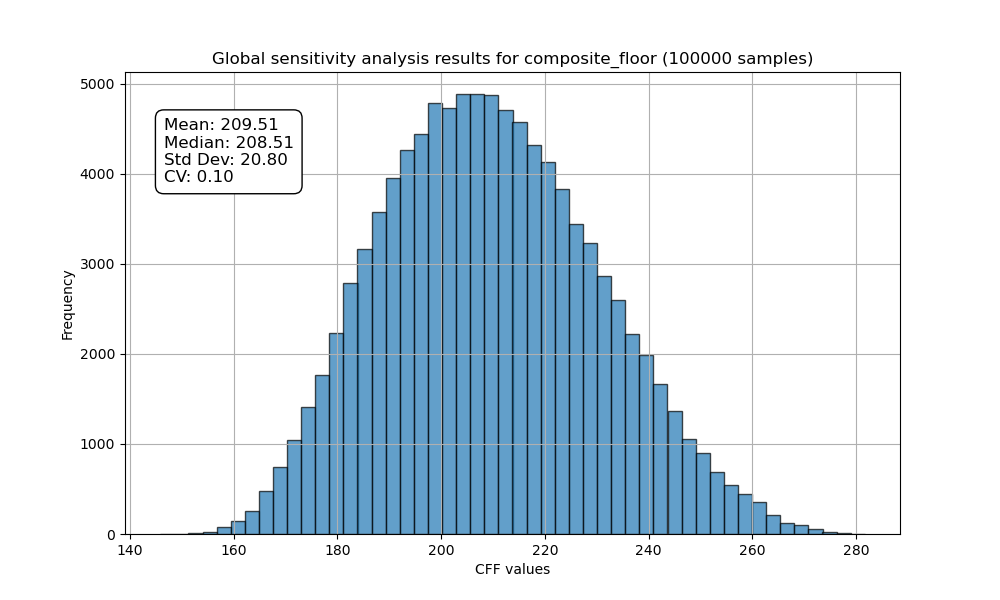 Global sensitivity analysis results for composite_floor (100000 samples)
5000
4000
3000
2000
1000
0
Frequency
Mean: 209.51
Median: 208.51
Std Dev: 20.80
CV: 0.10
140 160 180 200 220 240 260 280
CFF values